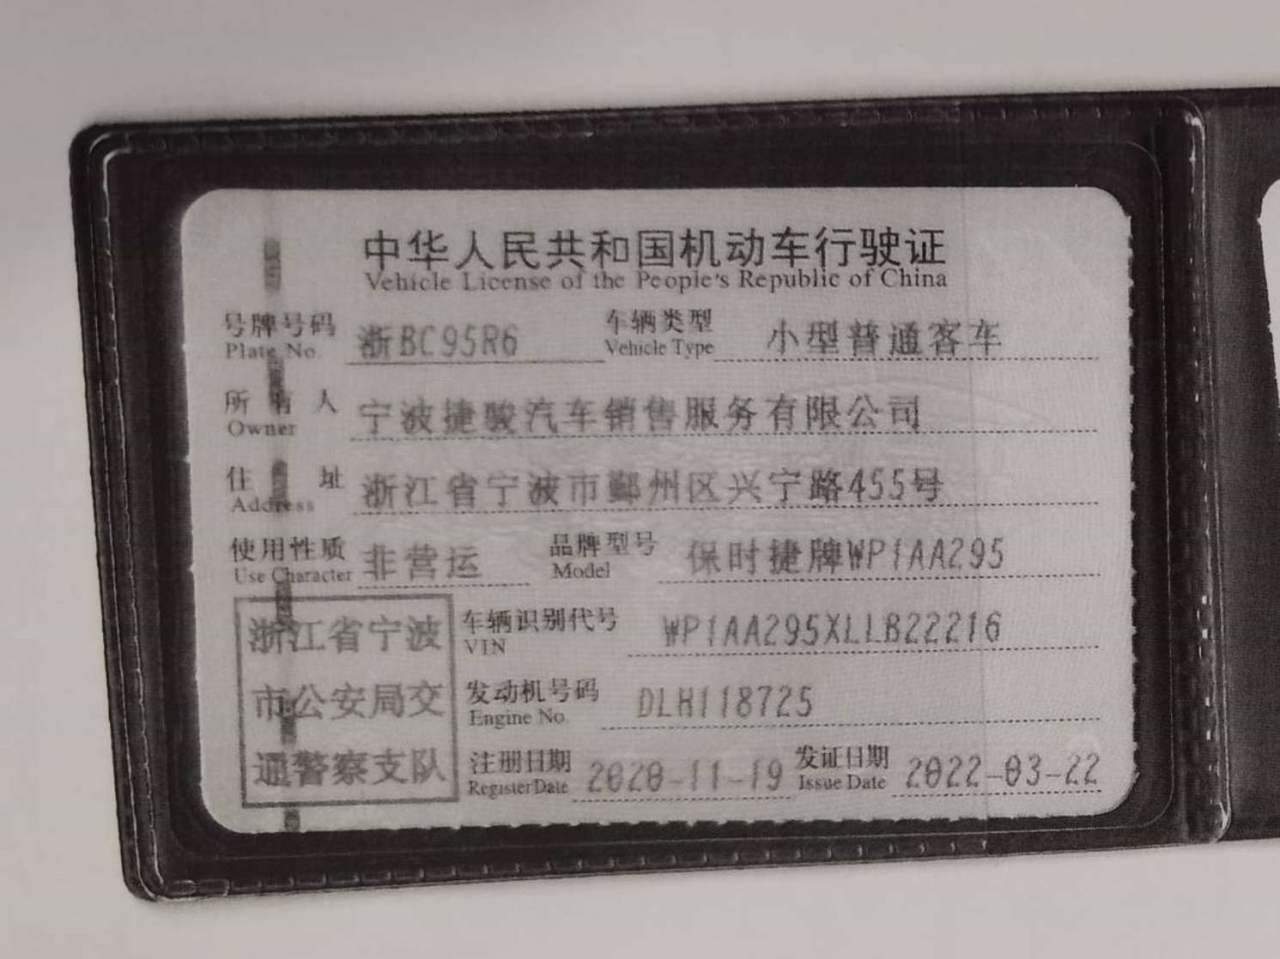 中华人民共和国机动车行驶证
Vehicle License of the People's Republic of China
号牌号码 浙BC95R6 车辆类型 小型普通客车
Plate No. Vehicle Type
所有人 宁波捷骏汽车销售服务有限公司
Owner
住址 浙江省宁波市鄞州区兴宁路455号
Address
使用性质 非营运 品牌型号 保时捷牌WP1AA295
Use Character Model
浙江省宁波 车辆识别代号 WP1AA295XLLB22216
VIN
市公安局交 发动机号码 DLH118725
Engine No.
通警察支队 注册日期 2020-11-19 发证日期 2022-03-22
Register Date Issue Date